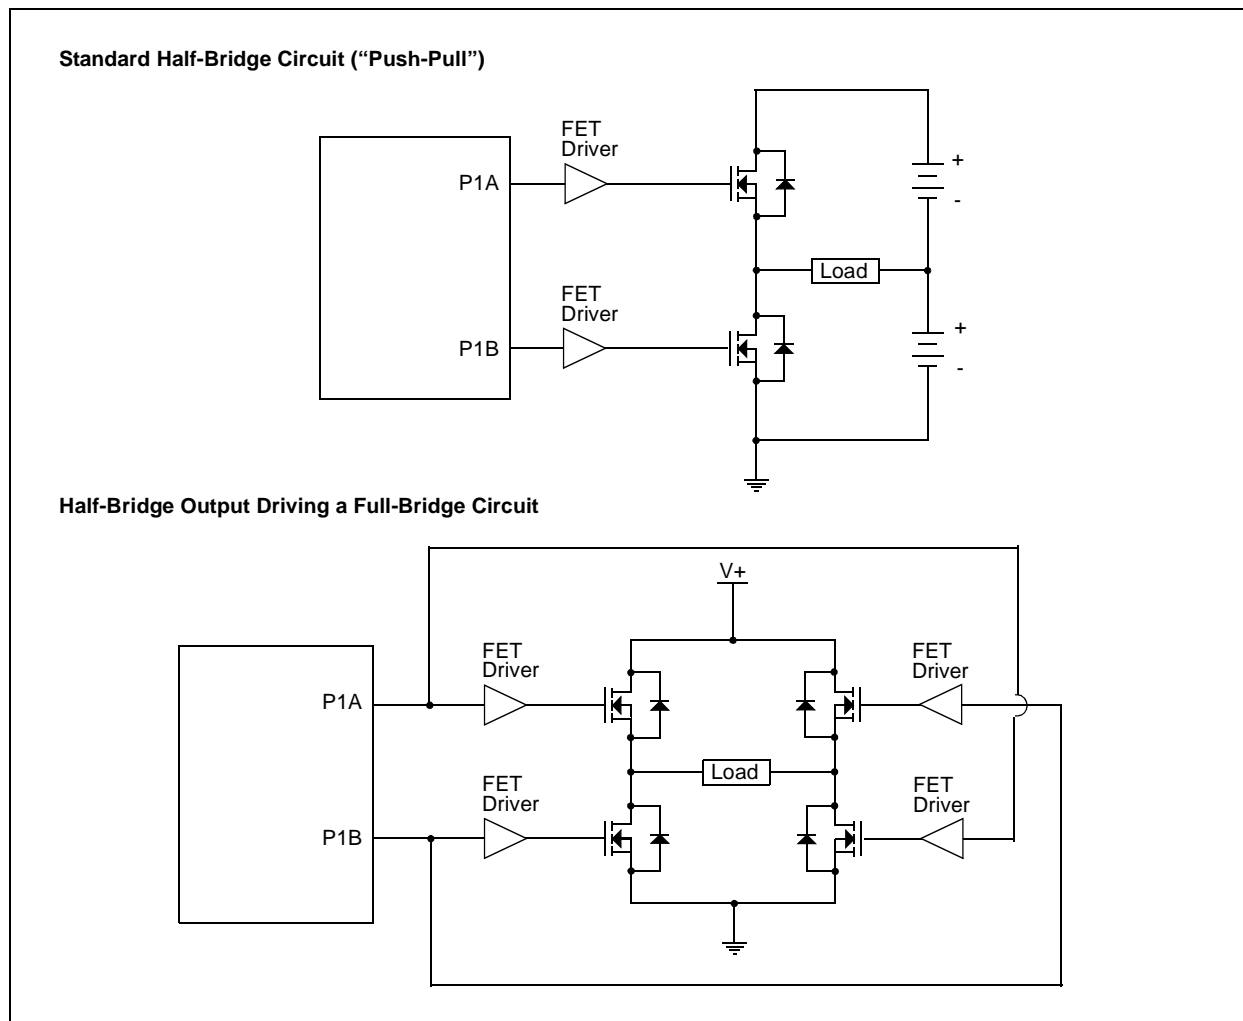 Standard Half-Bridge Circuit (“Push-Pull”)
FET
Driver
P1A
+
-
Load
FET
Driver
P1B
+
-
Half-Bridge Output Driving a Full-Bridge Circuit
V+
FET
Driver
FET
Driver
P1A
Load
FET
Driver
FET
Driver
P1B